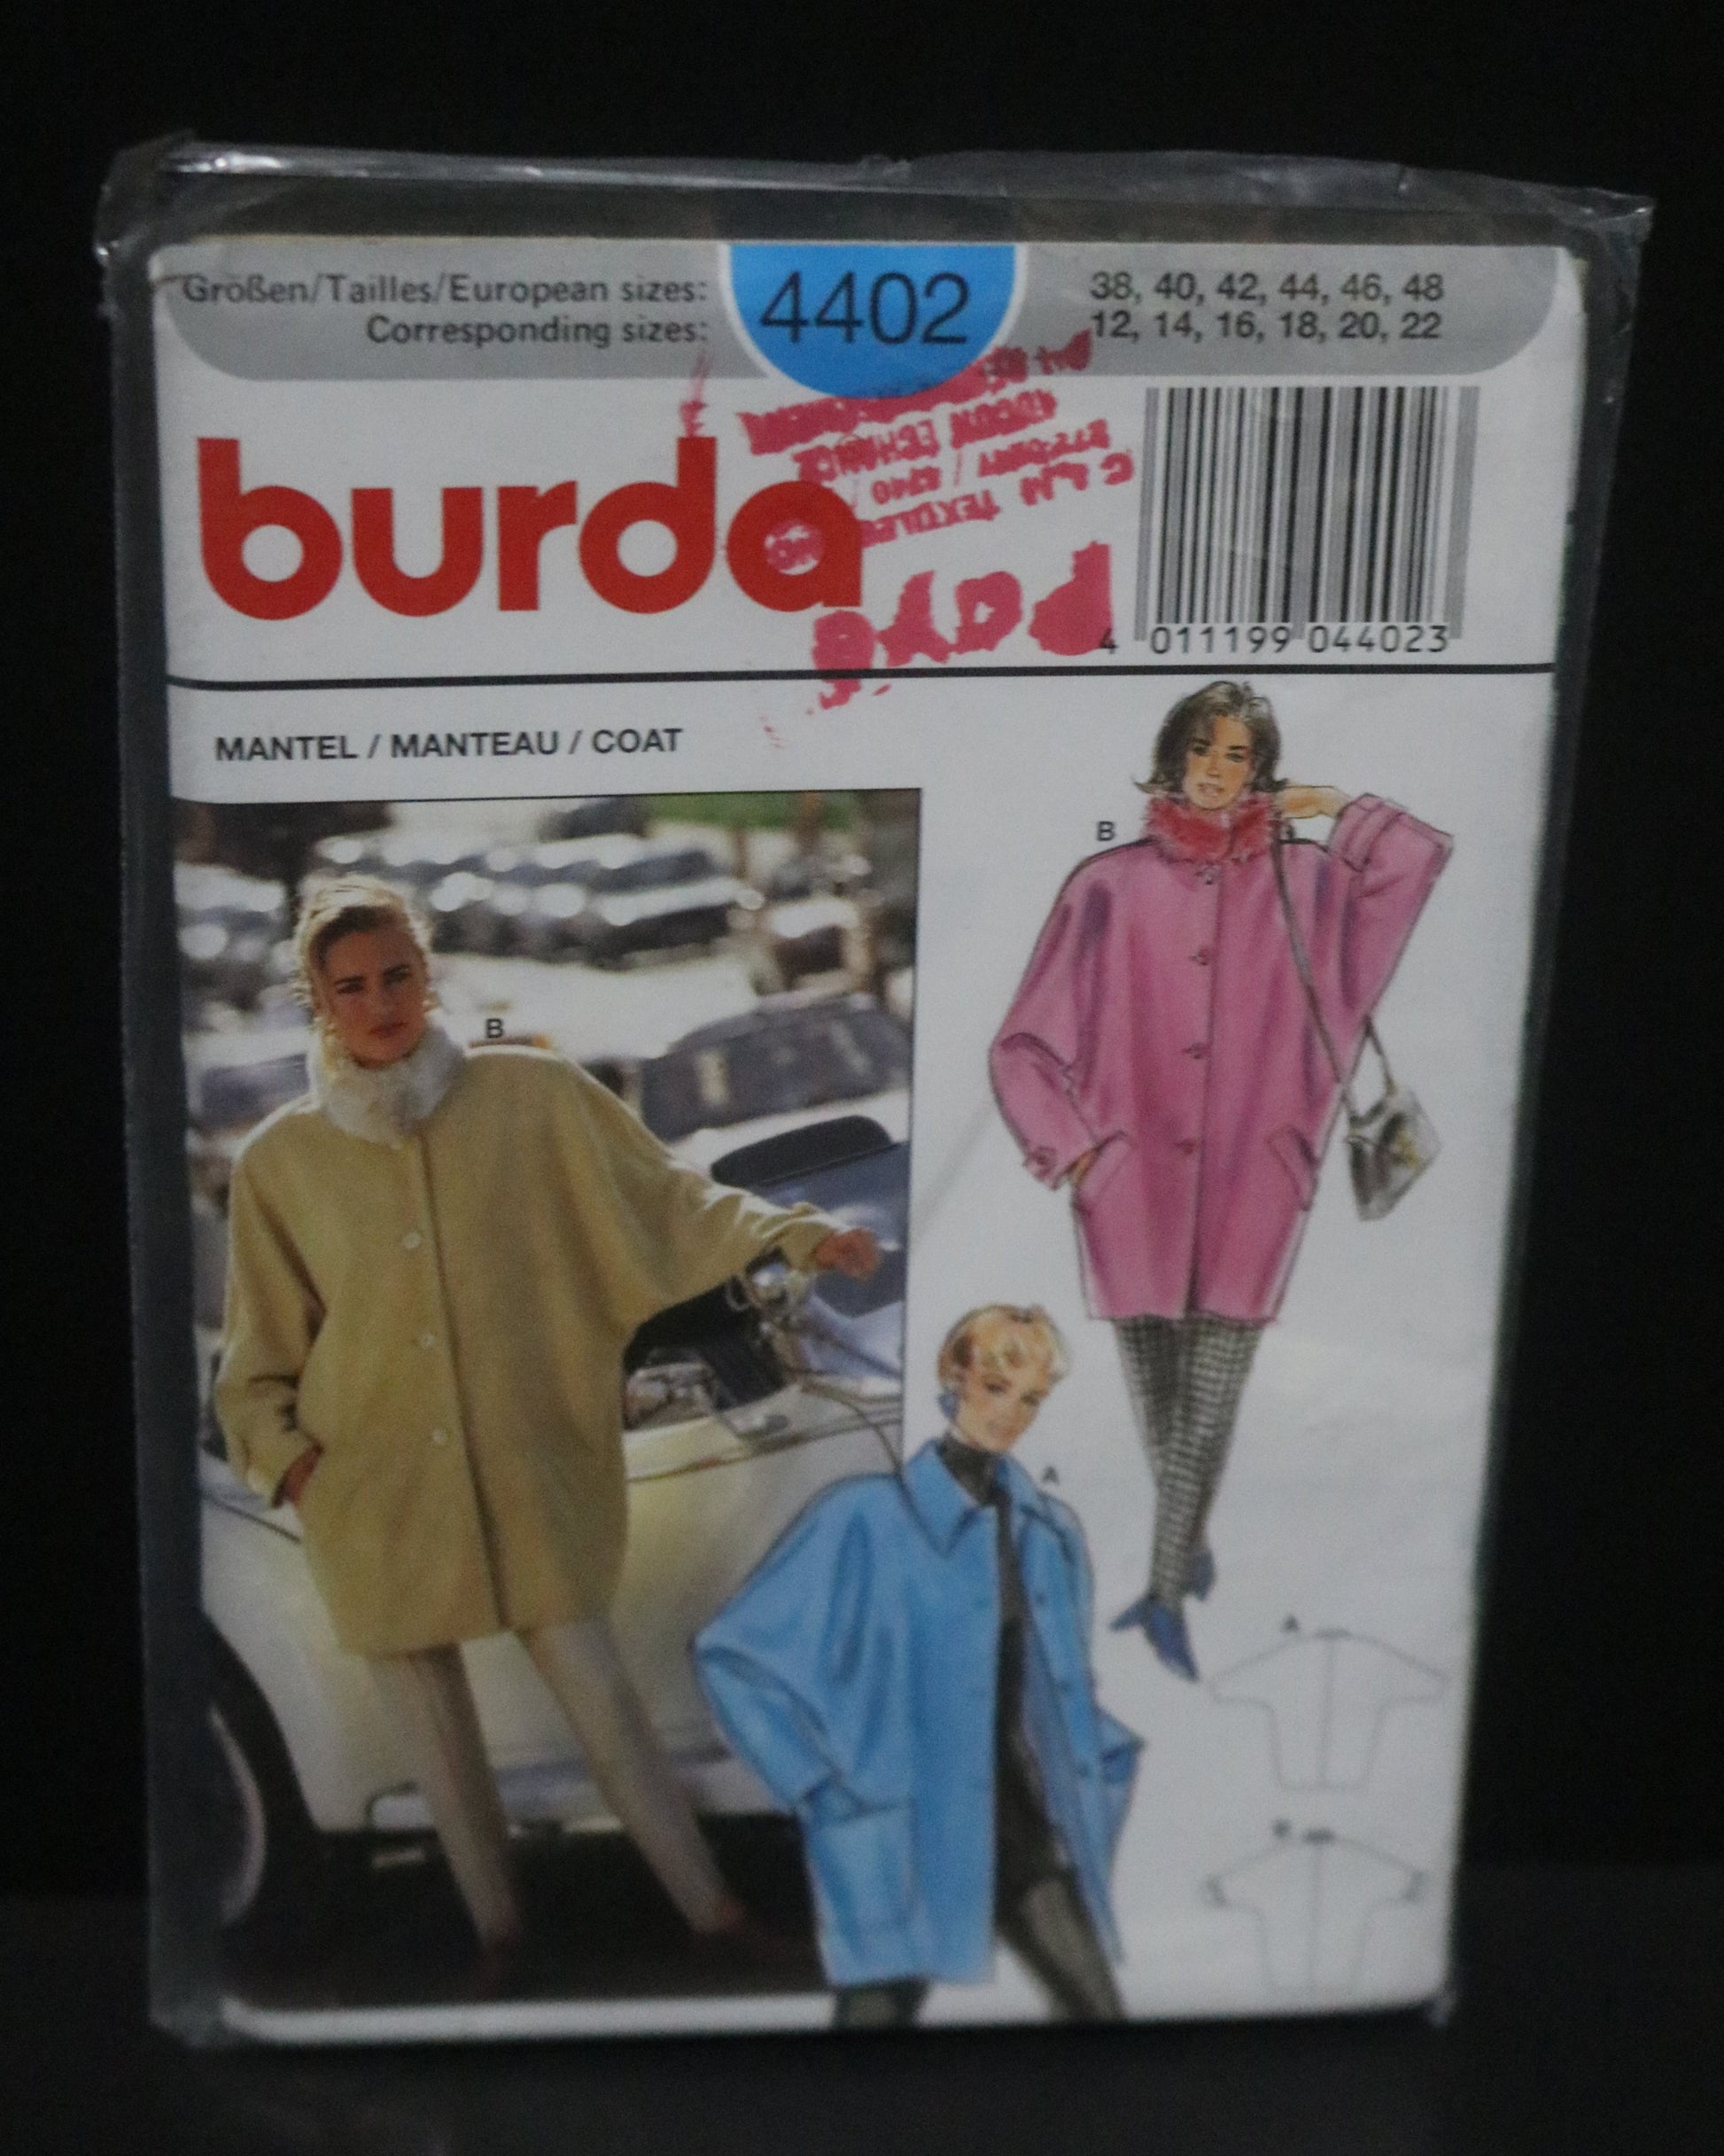 Größen/Tailles/European sizes:
Corresponding sizes:
4402
38, 40, 42, 44, 46, 48
12, 14, 16, 18, 20, 22
burda
4 011199 044023
MANTEL / MANTEAU / COAT
B
B
A
A
B